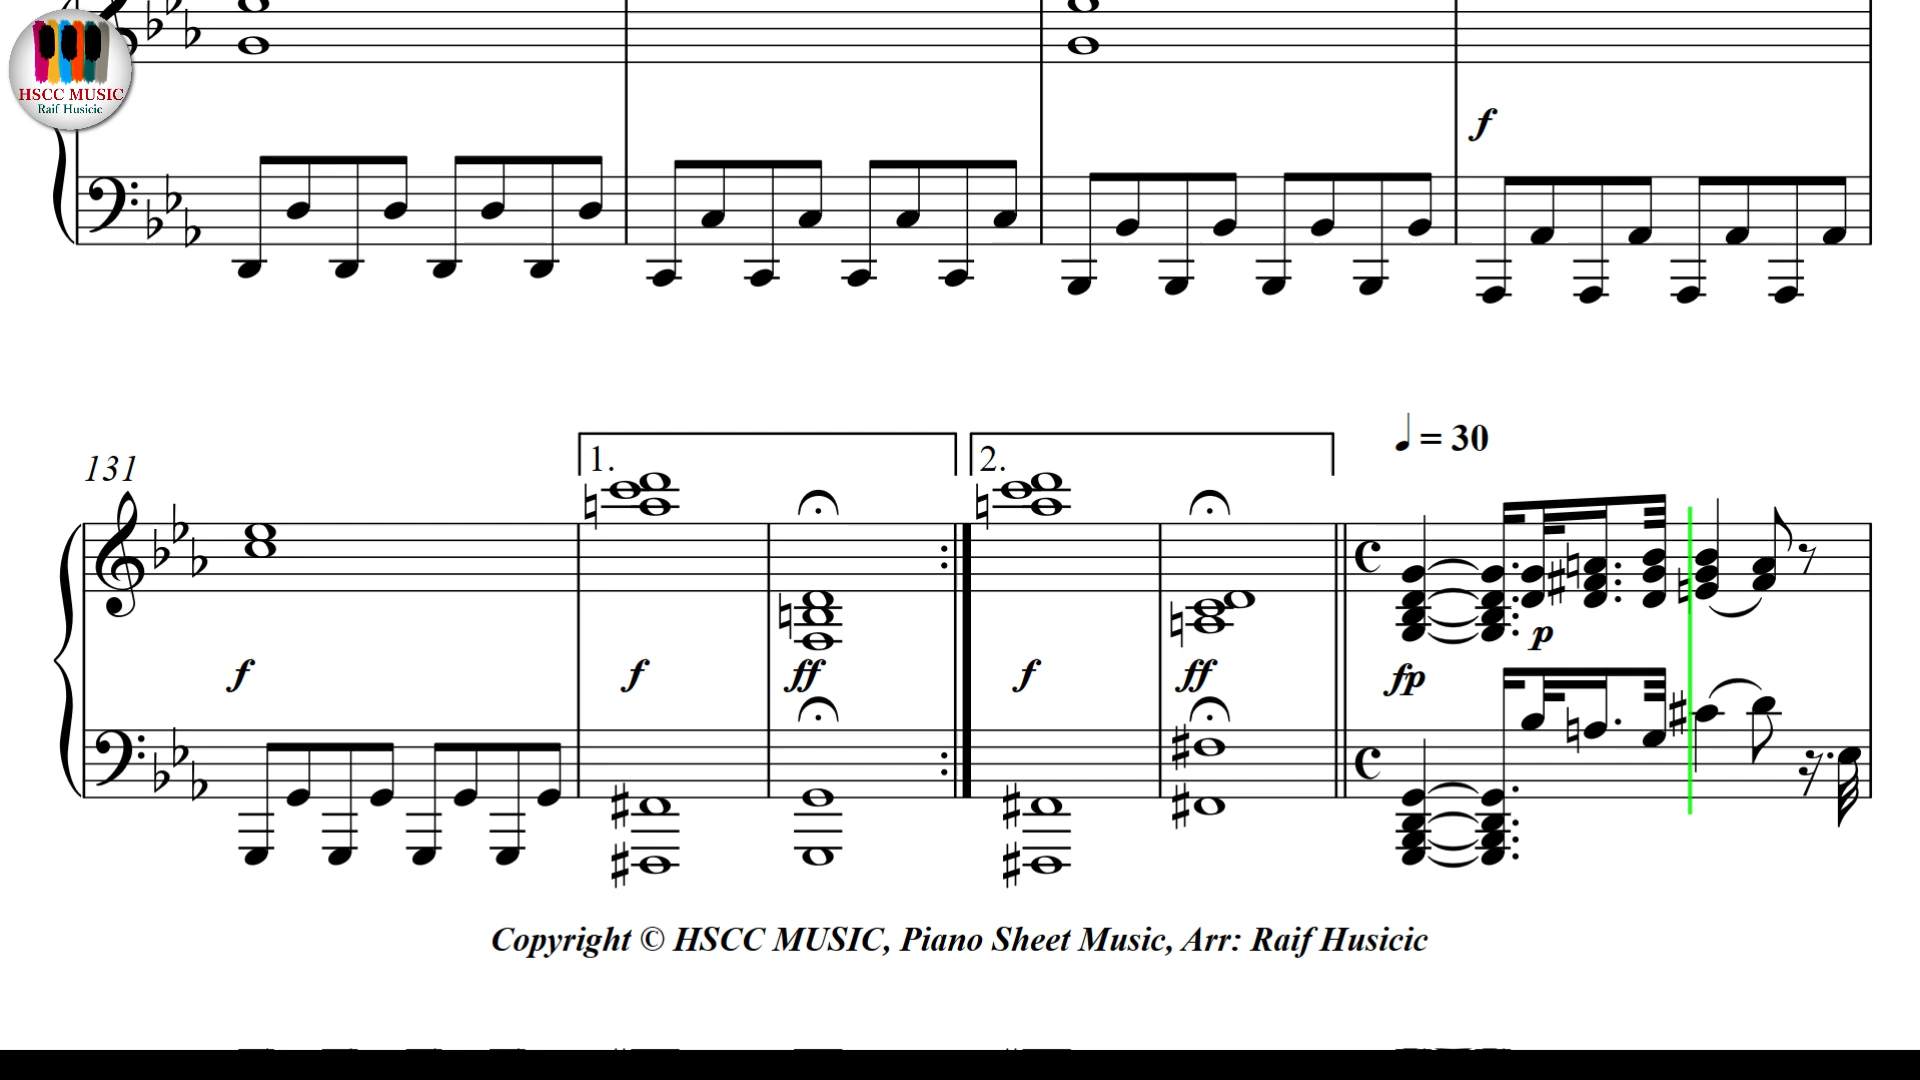 HSCC MUSIC
Raif Husicic
f
131
1.
2.
= 30
p
f
f
ff
f
ff
fp
Copyright © HSCC MUSIC, Piano Sheet Music, Arr: Raif Husicic